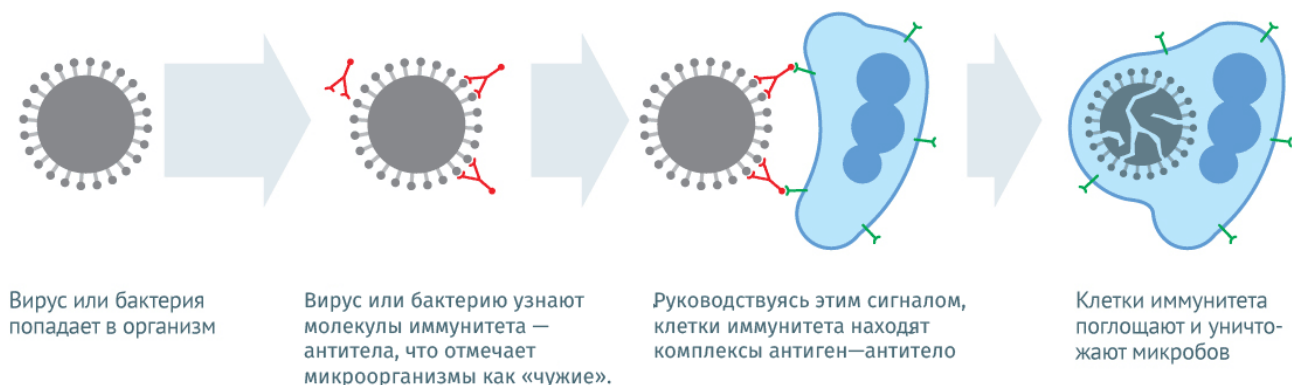 Вирус или бактерия
попадает в организм
Вирус или бактерию узнают
молекулы иммунитета —
антитела, что отмечает
микроорганизмы как «чужие».
Руководствуясь этим сигналом,
клетки иммунитета находят
комплексы антиген—антитело
Клетки иммунитета
поглощают и уничто-
жают микробов